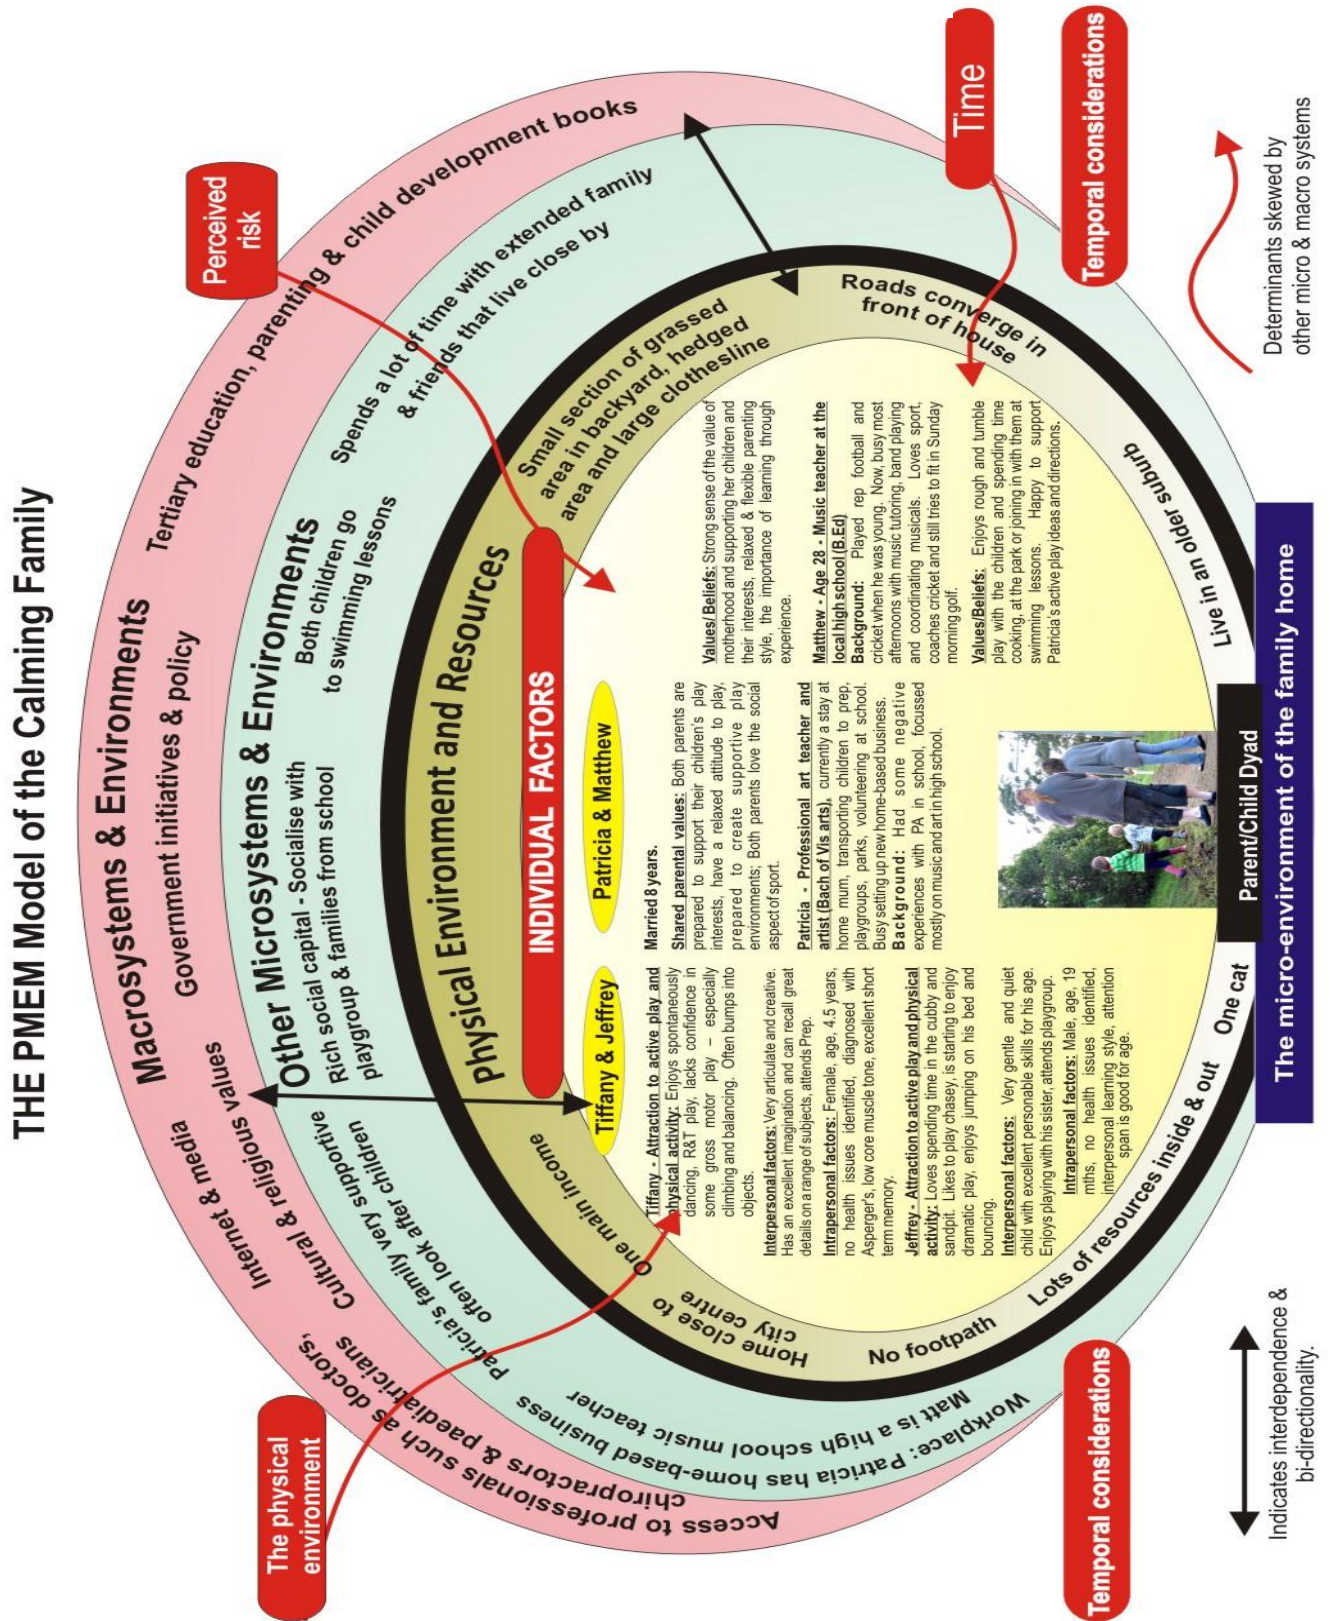 THE PMEM Model of the Calming Family
Macrosystems & Environments
Access to professionals such as doctors,
chiropractors & paediatricians
Internet & media
Cultural & religious values
Government initiatives & policy
Tertiary education, parenting & child development books
Other Microsystems & Environments
Workplace: Patricia has home-based business
Matt is a high school music teacher
Patricia's family very supportive
often look after children
Rich social capital - Socialise with
playgroup & families from school
Both children go
to swimming lessons
Spends a lot of time with extended family
& friends that live close by
Physical Environment and Resources
No footpath
Home close to
city centre
One main income
Small section of grassed
area in backyard, hedged
area and large clothesline
Roads converge in
front of house
Lots of resources inside & out
One cat
Live in an older suburb
The physical
environment
Perceived
risk
Time
INDIVIDUAL FACTORS
Tiffany & Jeffrey
Tiffany - Attraction to active play and
physical activity: Enjoys spontaneously
dancing, R&T play, lacks confidence in
some gross motor play – especially
climbing and balancing. Often bumps into
objects.
Interpersonal factors: Very articulate and creative.
Has an excellent imagination and can recall great
details on a range of subjects, attends Prep.
Intrapersonal factors: Female, age, 4.5 years,
no health issues identified, diagnosed with
Asperger's, low core muscle tone, excellent short
term memory.
Jeffrey - Attraction to active play and physical
activity: Loves spending time in the cubby and
sandpit. Likes to play chasey, is starting to enjoy
dramatic play, enjoys jumping on his bed and
bouncing.
Interpersonal factors: Very gentle and quiet
child with excellent personable skills for his age.
Enjoys playing with his sister, attends playgroup.
Intrapersonal factors: Male, age, 19
mths, no health issues identified,
interpersonal learning style, attention
span is good for age.
Patricia & Matthew
Married 8 years.
Shared parental values: Both parents are
prepared to support their children's play
interests, have a relaxed attitude to play,
prepared to create supportive play
environments; Both parents love the social
aspect of sport.
Patricia - Professional art teacher and
artist (Bach of Vis arts), currently a stay at
home mum, transporting children to prep,
playgroups, parks, volunteering at school.
Busy setting up new home-based business.
Background: Had some negative
experiences with PA in school, focussed
mostly on music and art in high school.
Values/Beliefs: Strong sense of the value of
motherhood and supporting her children and
their interests, relaxed & flexible parenting
style, the importance of learning through
experience.
Matthew - Age 28 - Music teacher at the
local high school (B.Ed)
Background: Played rep football and
cricket when he was young. Now, busy most
afternoons with music tutoring, band playing
and coordinating musicals. Loves sport,
coaches cricket and still tries to fit in Sunday
morning golf.
Values/Beliefs: Enjoys rough and tumble
play with the children and spending time
cooking, at the park or joining in with them at
swimming lessons. Happy to support
Patricia's active play ideas and directions.
Parent/Child Dyad
The micro-environment of the family home
Temporal considerations
Temporal considerations
Indicates interdependence &
bi-directionality.
Determinants skewed by
other micro & macro systems